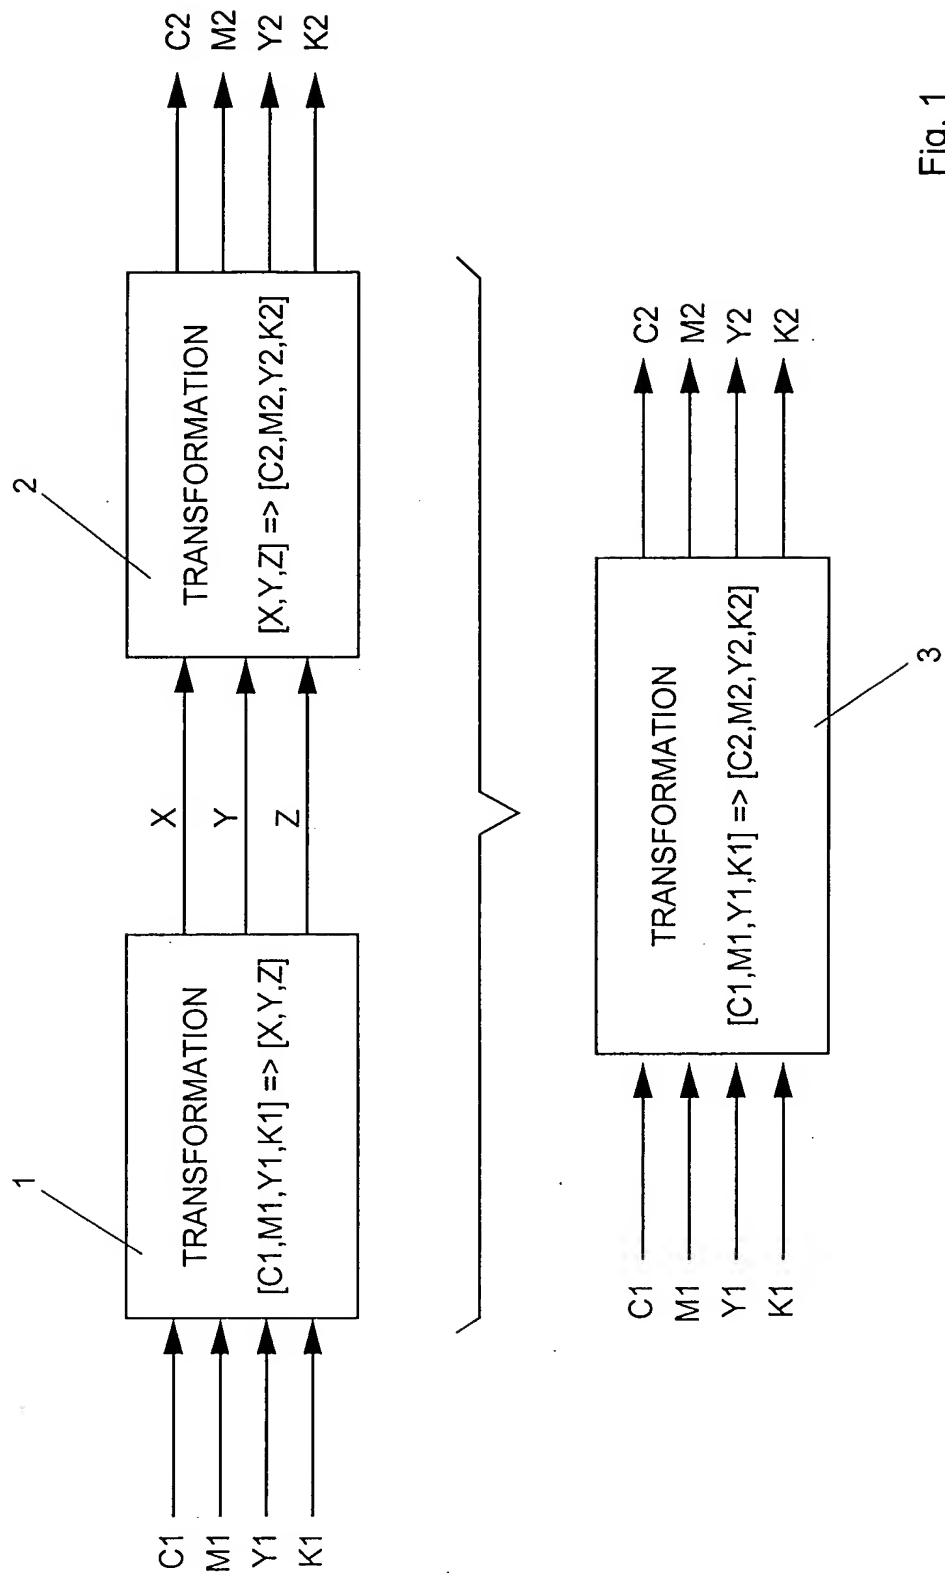 C1
M1
Y1
K1
1
TRANSFORMATION
[C1,M1,Y1,K1] => [X,Y,Z]
X
Y
Z
2
TRANSFORMATION
[X,Y,Z] => [C2,M2,Y2,K2]
C2
M2
Y2
K2
C1
M1
Y1
K1
TRANSFORMATION
[C1,M1,Y1,K1] => [C2,M2,Y2,K2]
3
C2
M2
Y2
K2
Fig. 1